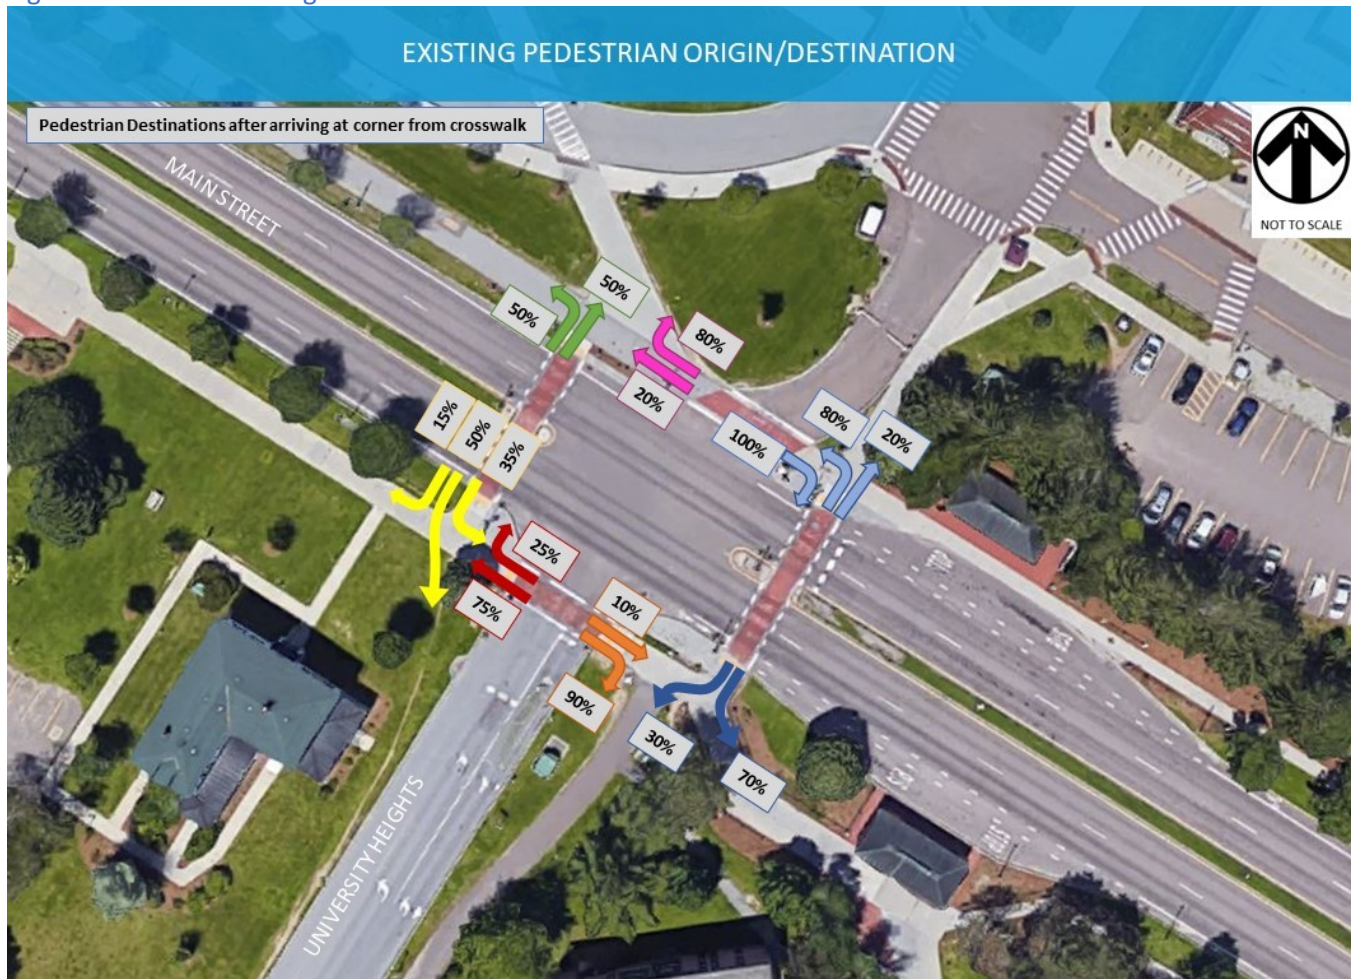 EXISTING PEDESTRIAN ORIGIN/DESTINATION
Pedestrian Destinations after arriving at corner from crosswalk
N
NOT TO SCALE
MAIN STREET
50%
50%
80%
20%
80%
20%
100%
15%
50%
35%
25%
75%
10%
90%
30%
70%
UNIVERSITY HEIGHTS